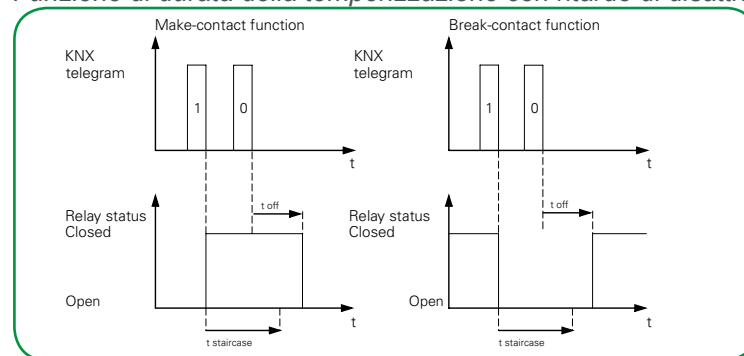 Funzione di durata della temporizzazione con ritardo di disatti
Make-contact function
KNX
telegram
1
0
t
Relay status
Closed
t off
Open
t
t staircase
Break-contact function
KNX
telegram
1
0
t
Relay status
Closed
t off
Open
t
t staircase